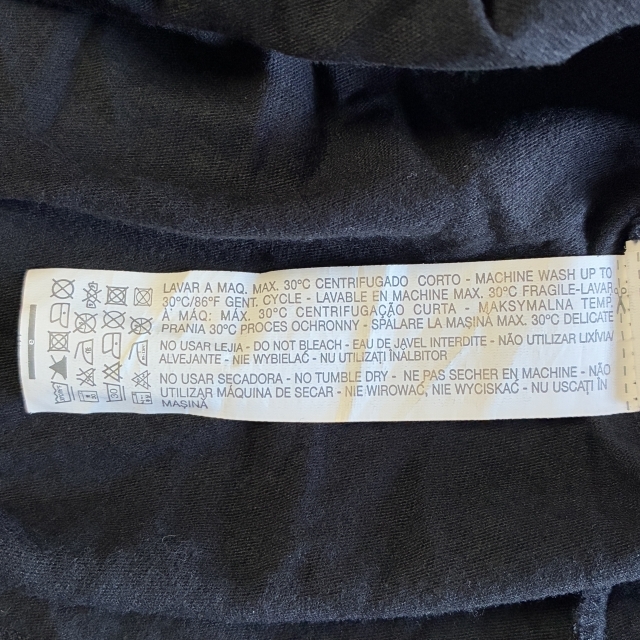 LAVAR A MAQ. MAX. 30°C CENTRIFUGADO CORTO - MACHINE WASH UP TO
30°C/86°F GENT. CYCLE - LAVABLE EN MACHINE MAX. 30°C FRAGILE-LAVAR
A MÁQ: MÁX. 30°C CENTRIFUGAÇÃO CURTA - MAKSYMALNA TEMP.
PRANIA 30°C PROCES OCHRONNY - SPĂLARE LA MAȘINA MAX. 30°C DELICATE
NO USAR LEJIA - DO NOT BLEACH - EAU DE JAVEL INTERDITE - NÃO UTILIZAR LIXÍVIA/
ALVEJANTE - NIE WYBIELAĆ - NU UTILIZAȚI ÎNĂLBITOR
NO USAR SECADORA - NO TUMBLE DRY - NE PAS SECHER EN MACHINE - NÃO
UTILIZAR MÁQUINA DE SECAR - NIE WIROWAĆ, NIE WYCISKAĆ - NU USCAȚI ÎN
MAȘINĂ